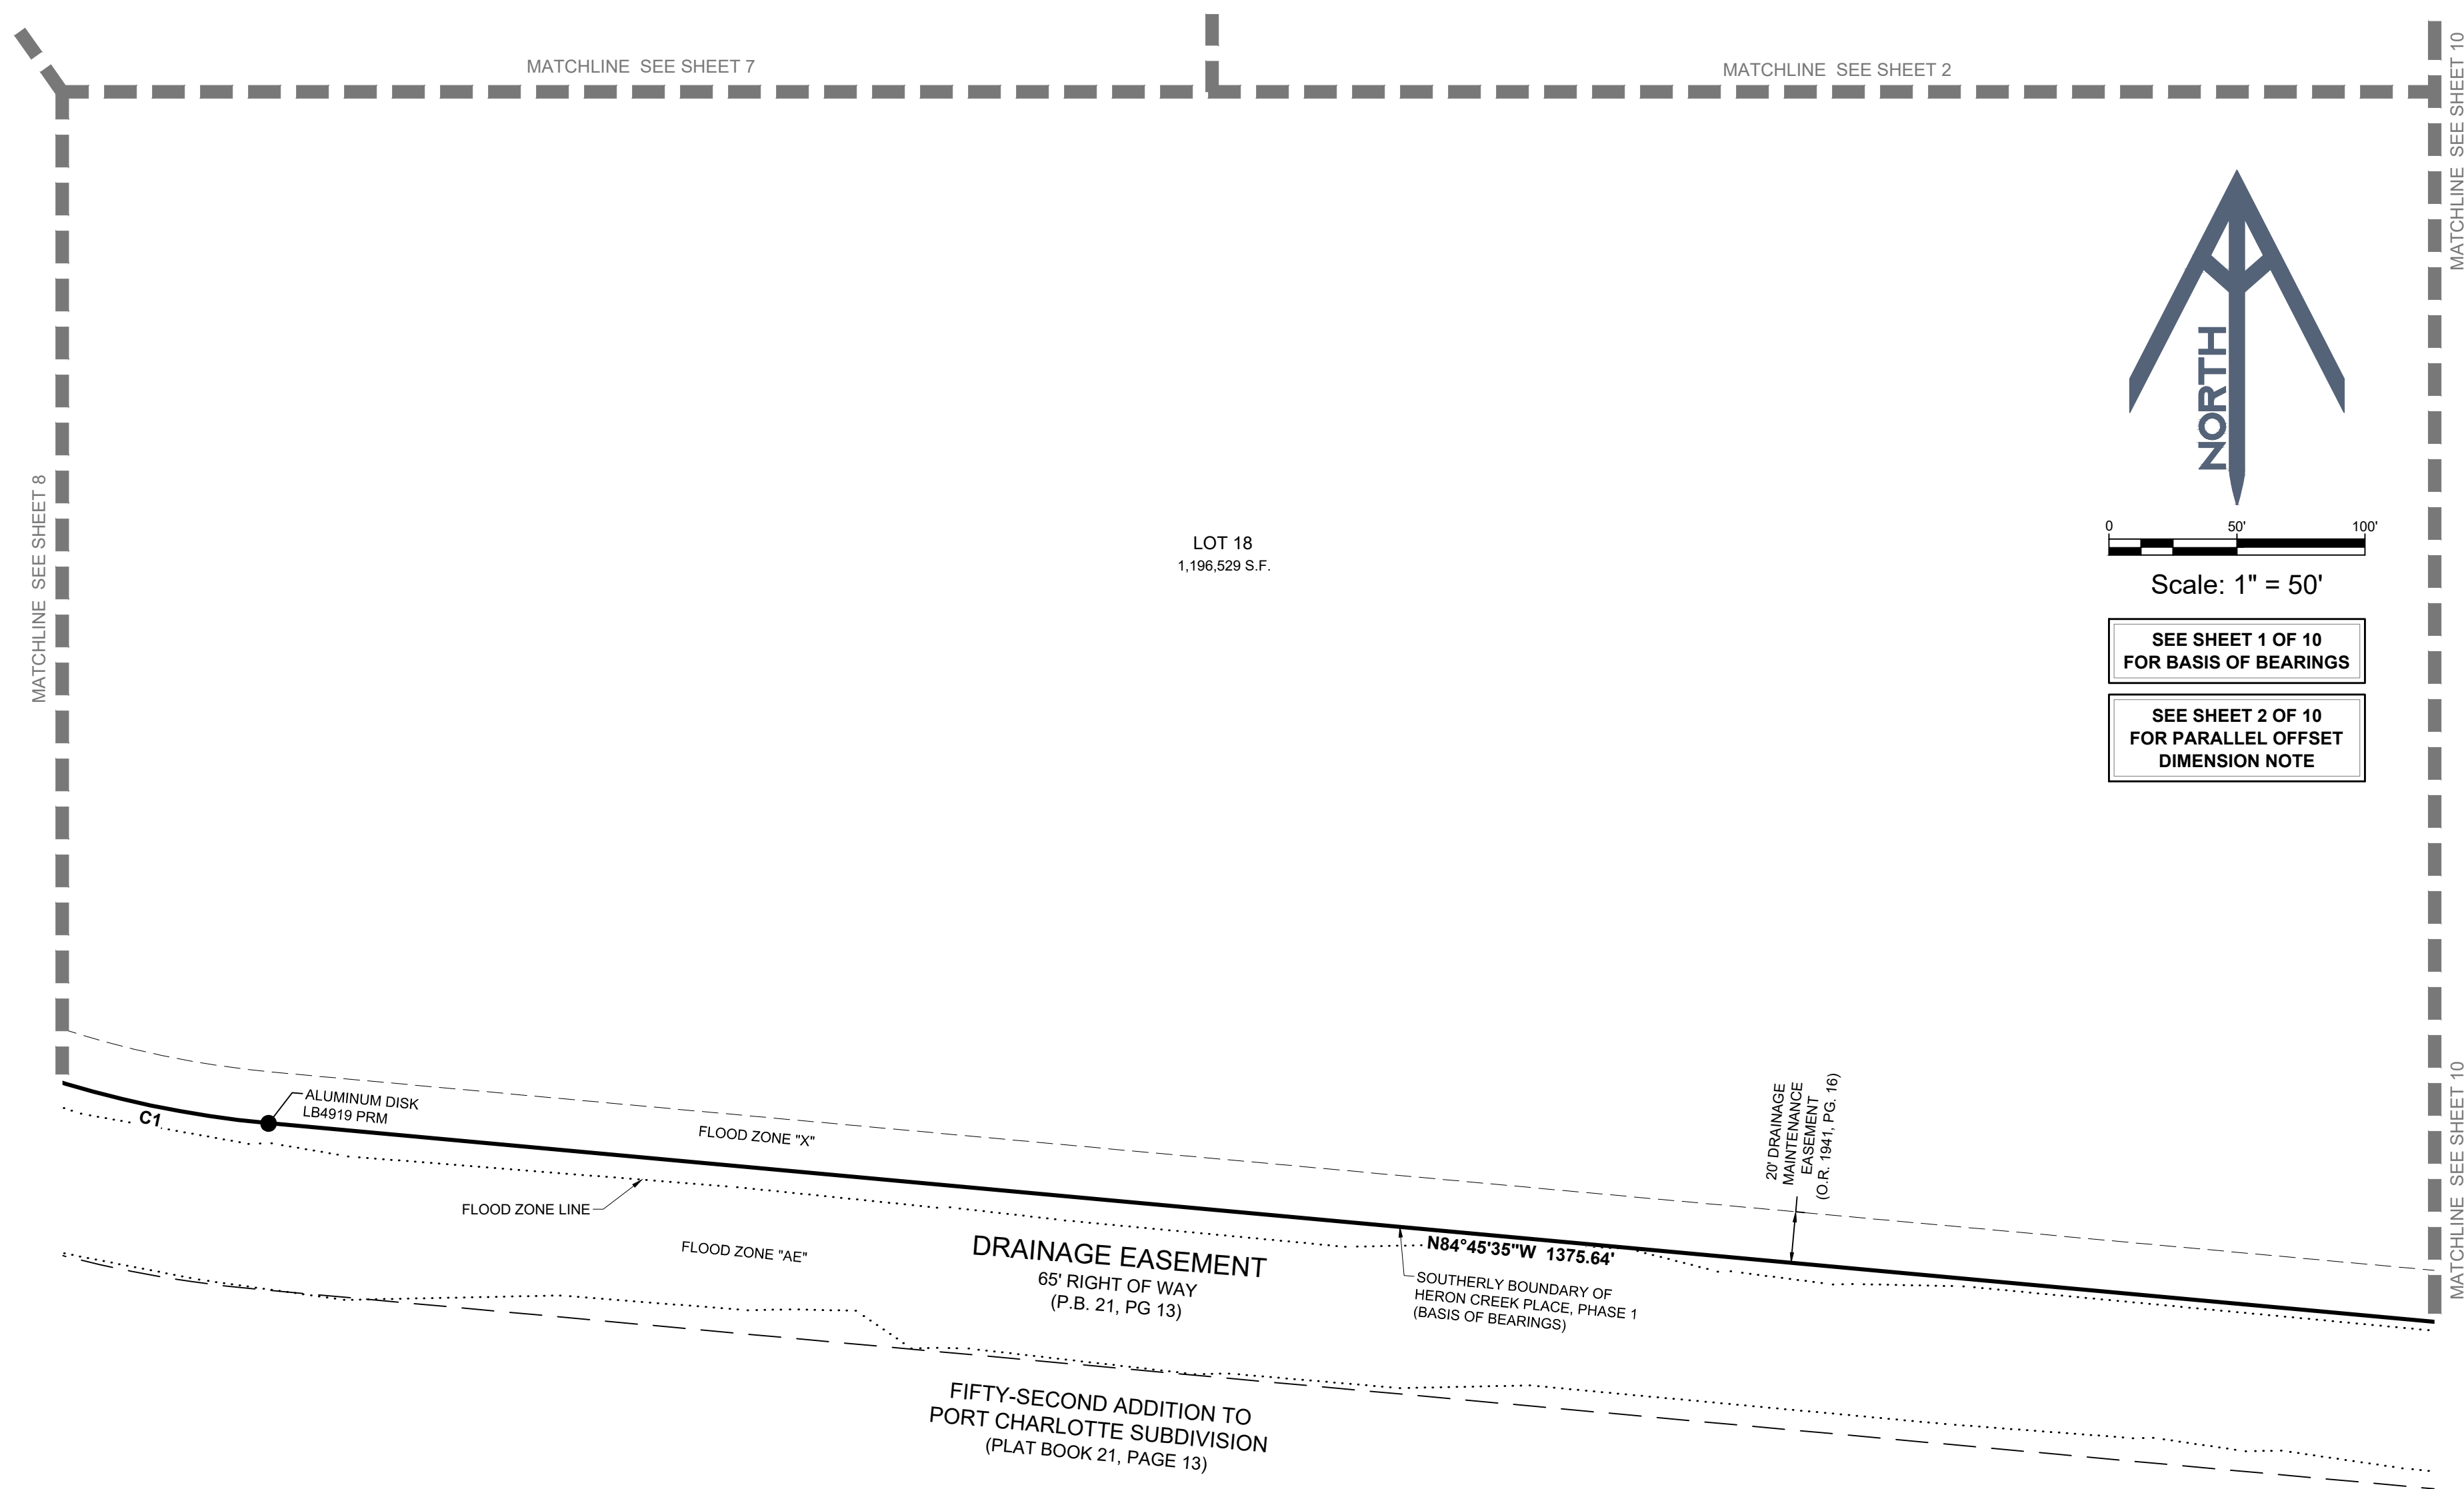 MATCHLINE  SEE SHEET 7
MATCHLINE  SEE SHEET 2
MATCHLINE  SEE SHEET 10
MATCHLINE  SEE SHEET 8
NORTH
0 50' 100'
Scale: 1" = 50'
SEE SHEET 1 OF 10
FOR BASIS OF BEARINGS
SEE SHEET 2 OF 10
FOR PARALLEL OFFSET
DIMENSION NOTE
LOT 18
1,196,529 S.F.
C1
ALUMINUM DISK
LB4919 PRM
FLOOD ZONE "X"
FLOOD ZONE LINE
FLOOD ZONE "AE"
DRAINAGE EASEMENT
65' RIGHT OF WAY
(P.B. 21, PG 13)
N84°45'35"W  1375.64'
SOUTHERLY BOUNDARY OF
HERON CREEK PLACE, PHASE 1
(BASIS OF BEARINGS)
20' DRAINAGE
MAINTENANCE
EASEMENT
(O.R. 1941, PG. 16)
MATCHLINE  SEE SHEET 10
FIFTY-SECOND ADDITION TO
PORT CHARLOTTE SUBDIVISION
(PLAT BOOK 21, PAGE 13)